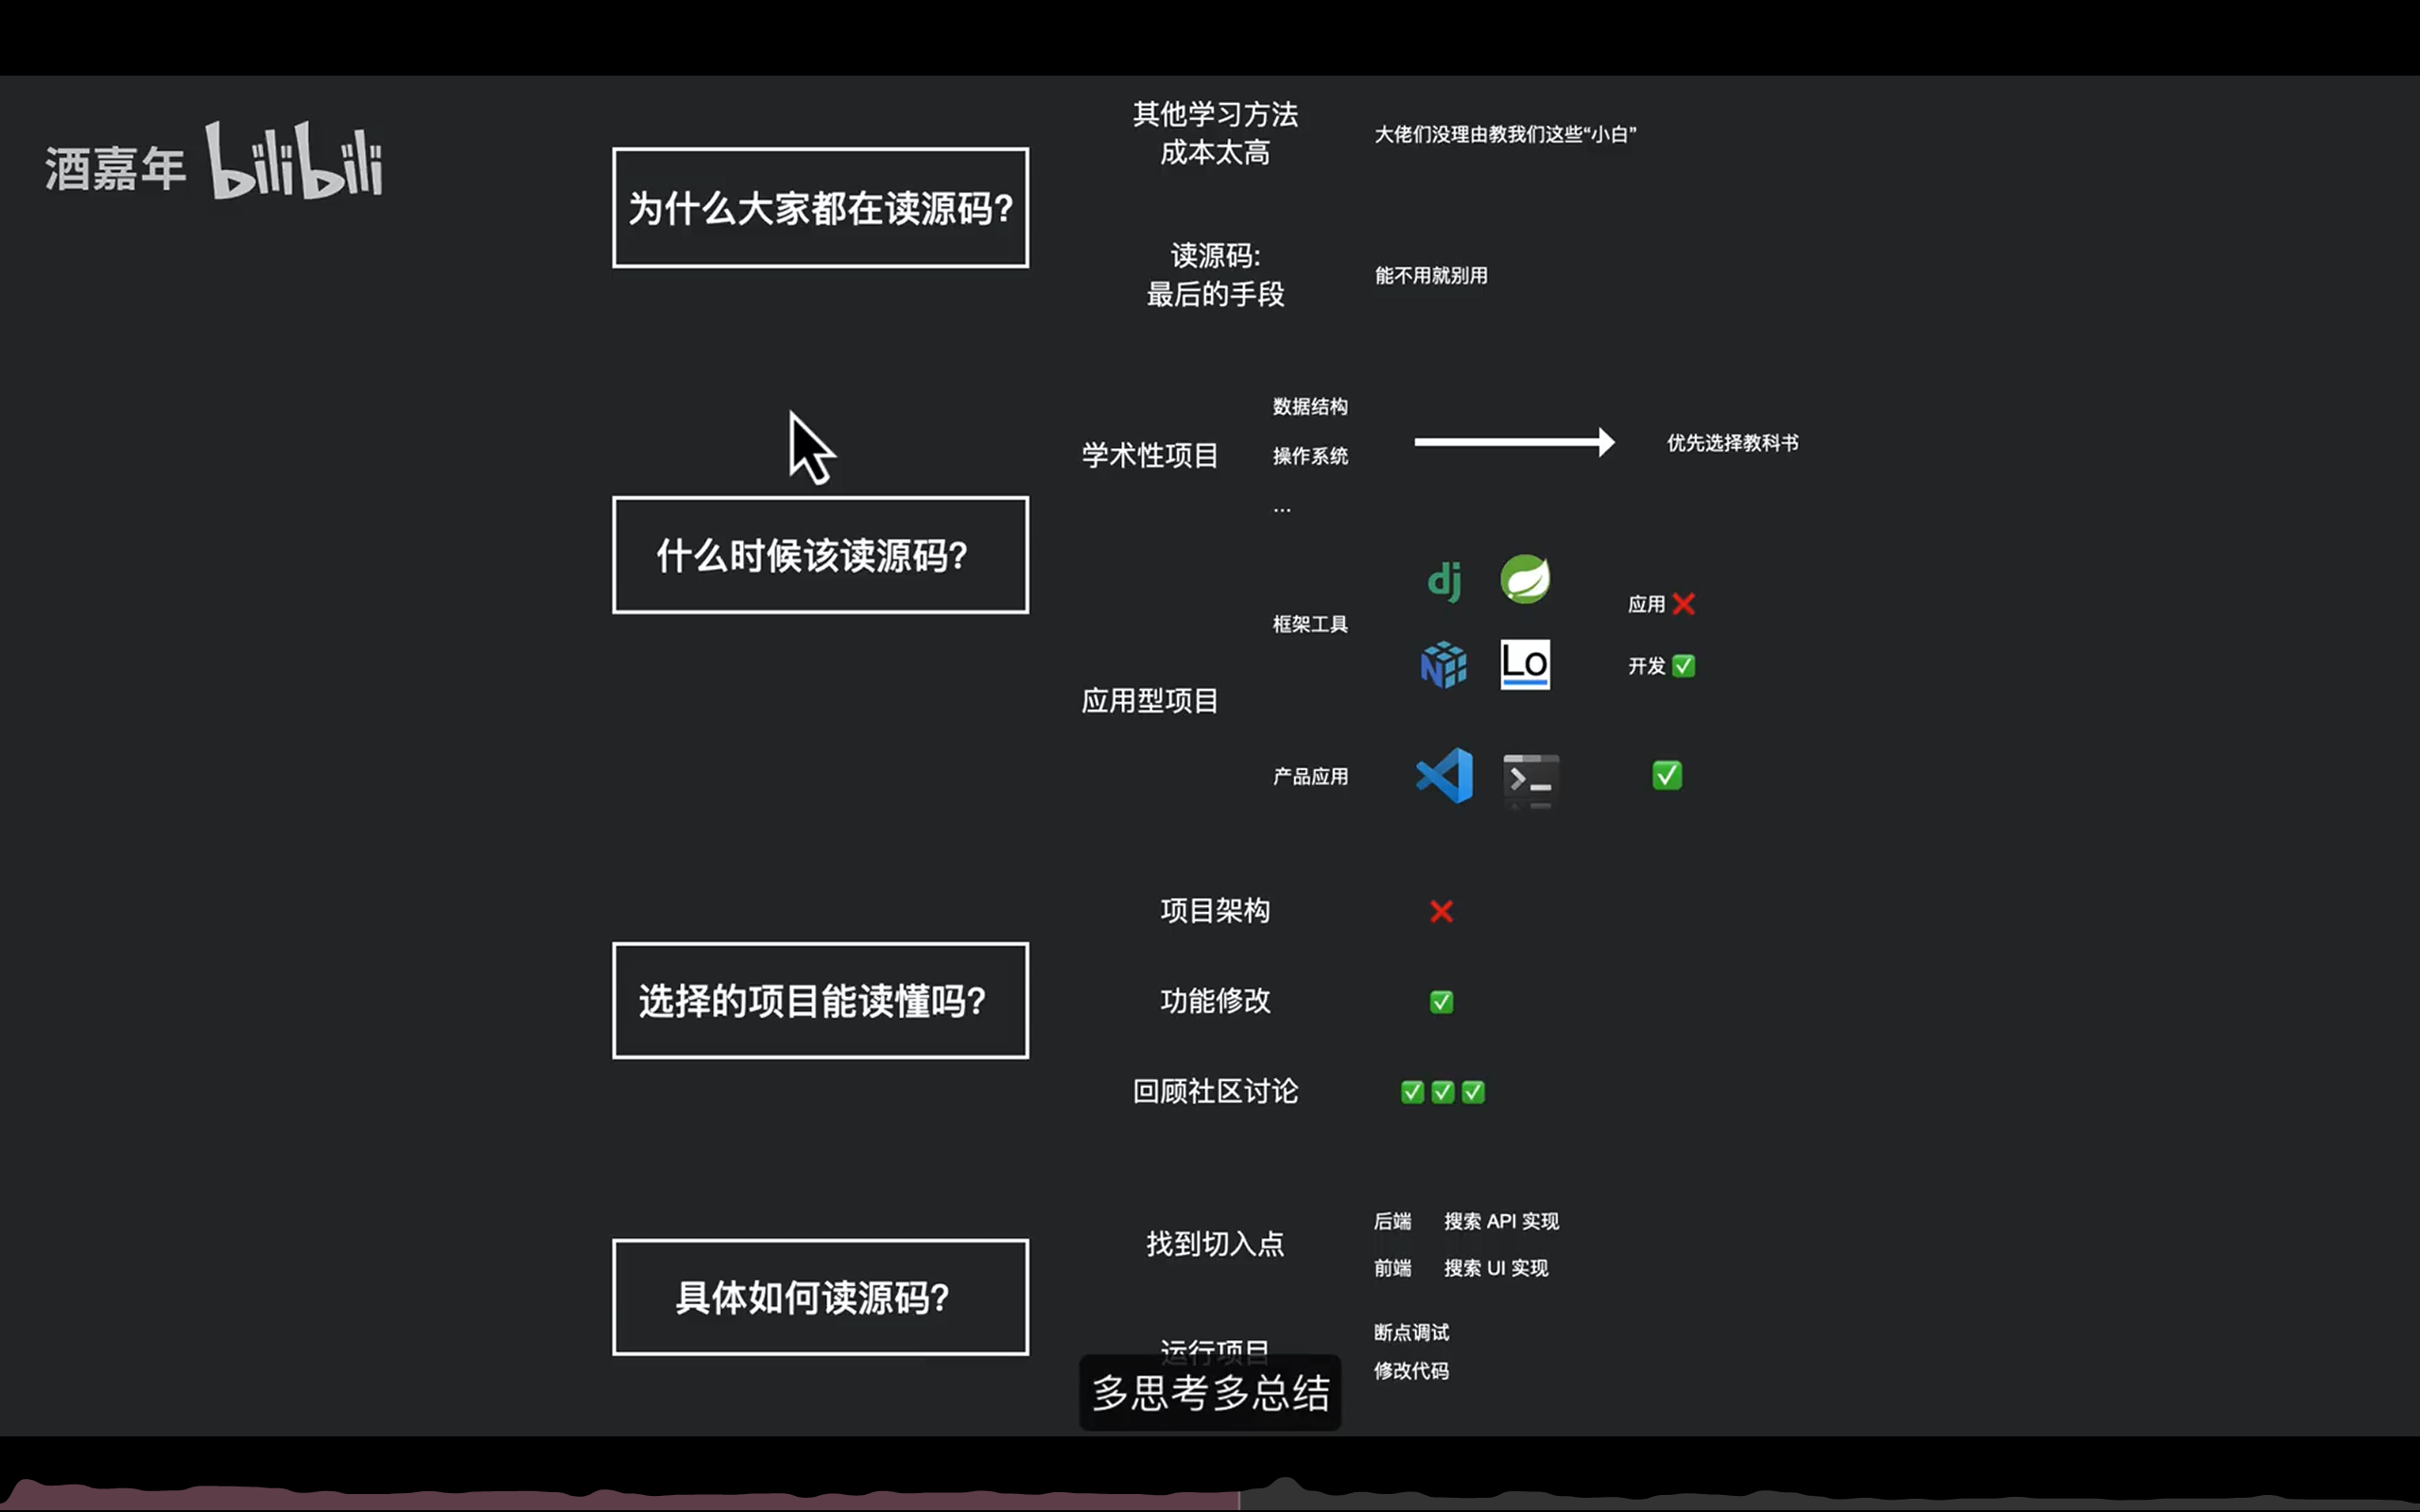 酒嘉年 bilibili
为什么大家都在读源码?
其他学习方法
成本太高
大佬们没理由教我们这些“小白”
读源码:
最后的手段
能不用就别用
什么时候该读源码?
学术性项目
数据结构
操作系统
...
优先选择教科书
应用型项目
框架工具
dj
N
Lo
应用❌
开发✅
产品应用
✅
选择的项目能读懂吗?
项目架构 ❌
功能修改 ✅
回顾社区讨论 ✅✅✅
具体如何读源码?
找到切入点
后端 搜索 API 实现
前端 搜索 UI 实现
运行项目
断点调试
修改代码
多思考多总结